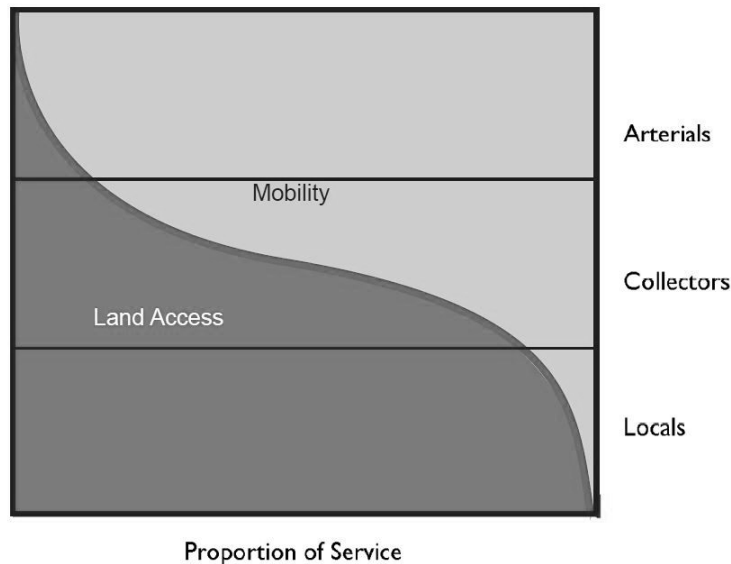 Arterials
Mobility
Collectors
Land Access
Locals
Proportion of Service